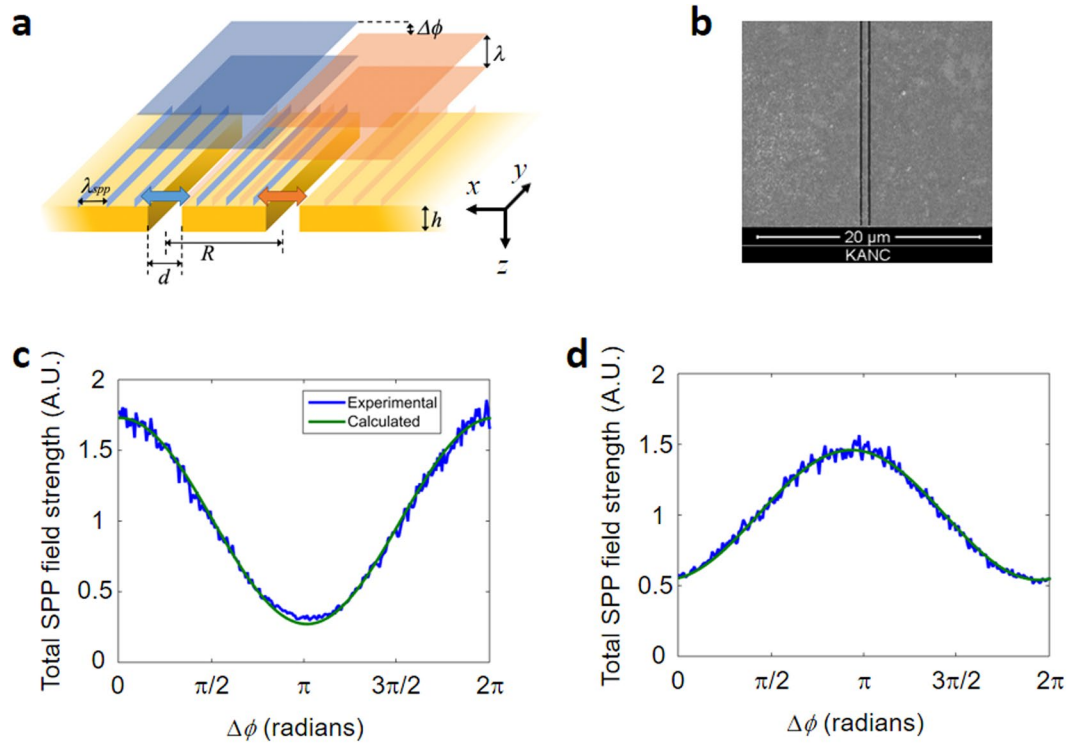 a
Δϕ
λ
λspp
x
y
z
h
R
d
b
20 μm
KANC
c
Total SPP field strength (A.U.)
2
1.5
1
0.5
0
Experimental
Calculated
0 π/2 π 3π/2 2π
Δϕ (radians)
d
Total SPP field strength (A.U.)
2
1.5
1
0.5
0
0 π/2 π 3π/2 2π
Δϕ (radians)